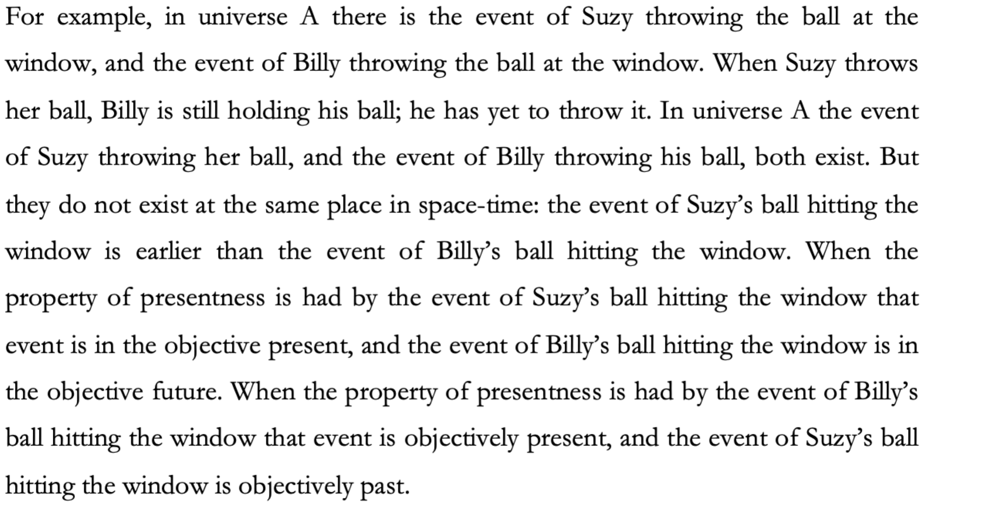 For example, in universe A there is the event of Suzy throwing the ball at the
window, and the event of Billy throwing the ball at the window. When Suzy throws
her ball, Billy is still holding his ball; he has yet to throw it. In universe A the event
of Suzy throwing her ball, and the event of Billy throwing his ball, both exist. But
they do not exist at the same place in space-time: the event of Suzy’s ball hitting the
window is earlier than the event of Billy’s ball hitting the window. When the
property of presentness is had by the event of Suzy’s ball hitting the window that
event is in the objective present, and the event of Billy’s ball hitting the window is in
the objective future. When the property of presentness is had by the event of Billy’s
ball hitting the window that event is objectively present, and the event of Suzy’s ball
hitting the window is objectively past.